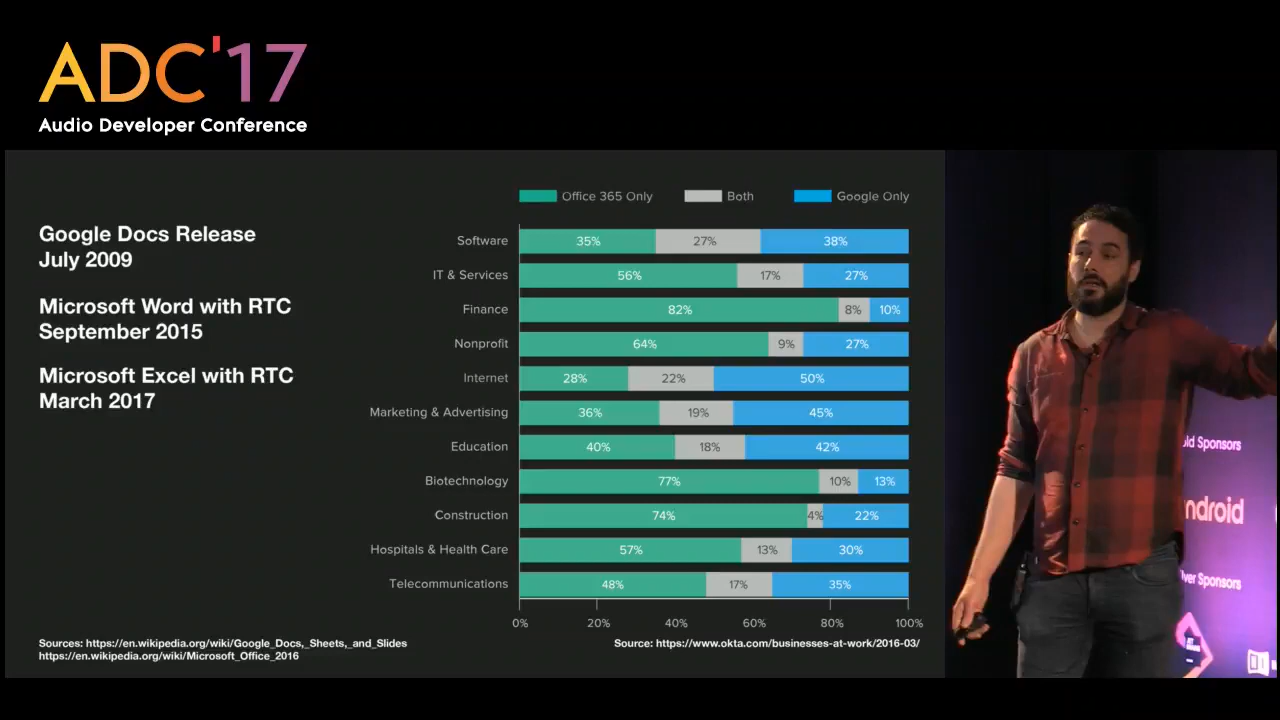 ADC'17
Audio Developer Conference
Office 365 Only
Both
Google Only
Google Docs Release
July 2009
Microsoft Word with RTC
September 2015
Microsoft Excel with RTC
March 2017
Software 35% 27% 38%
IT & Services 56% 17% 27%
Finance 82% 8% 10%
Nonprofit 64% 9% 27%
Internet 28% 22% 50%
Marketing & Advertising 36% 19% 45%
Education 40% 18% 42%
Biotechnology 77% 10% 13%
Construction 74% 4% 22%
Hospitals & Health Care 57% 13% 30%
Telecommunications 48% 17% 35%
0% 20% 40% 60% 80% 100%
Sources: https://en.wikipedia.org/wiki/Google_Docs,_Sheets,_and_Slides
https://en.wikipedia.org/wiki/Microsoft_Office_2016
Source: https://www.okta.com/businesses-at-work/2016-03/
old Sponsors
android
lver Sponsors